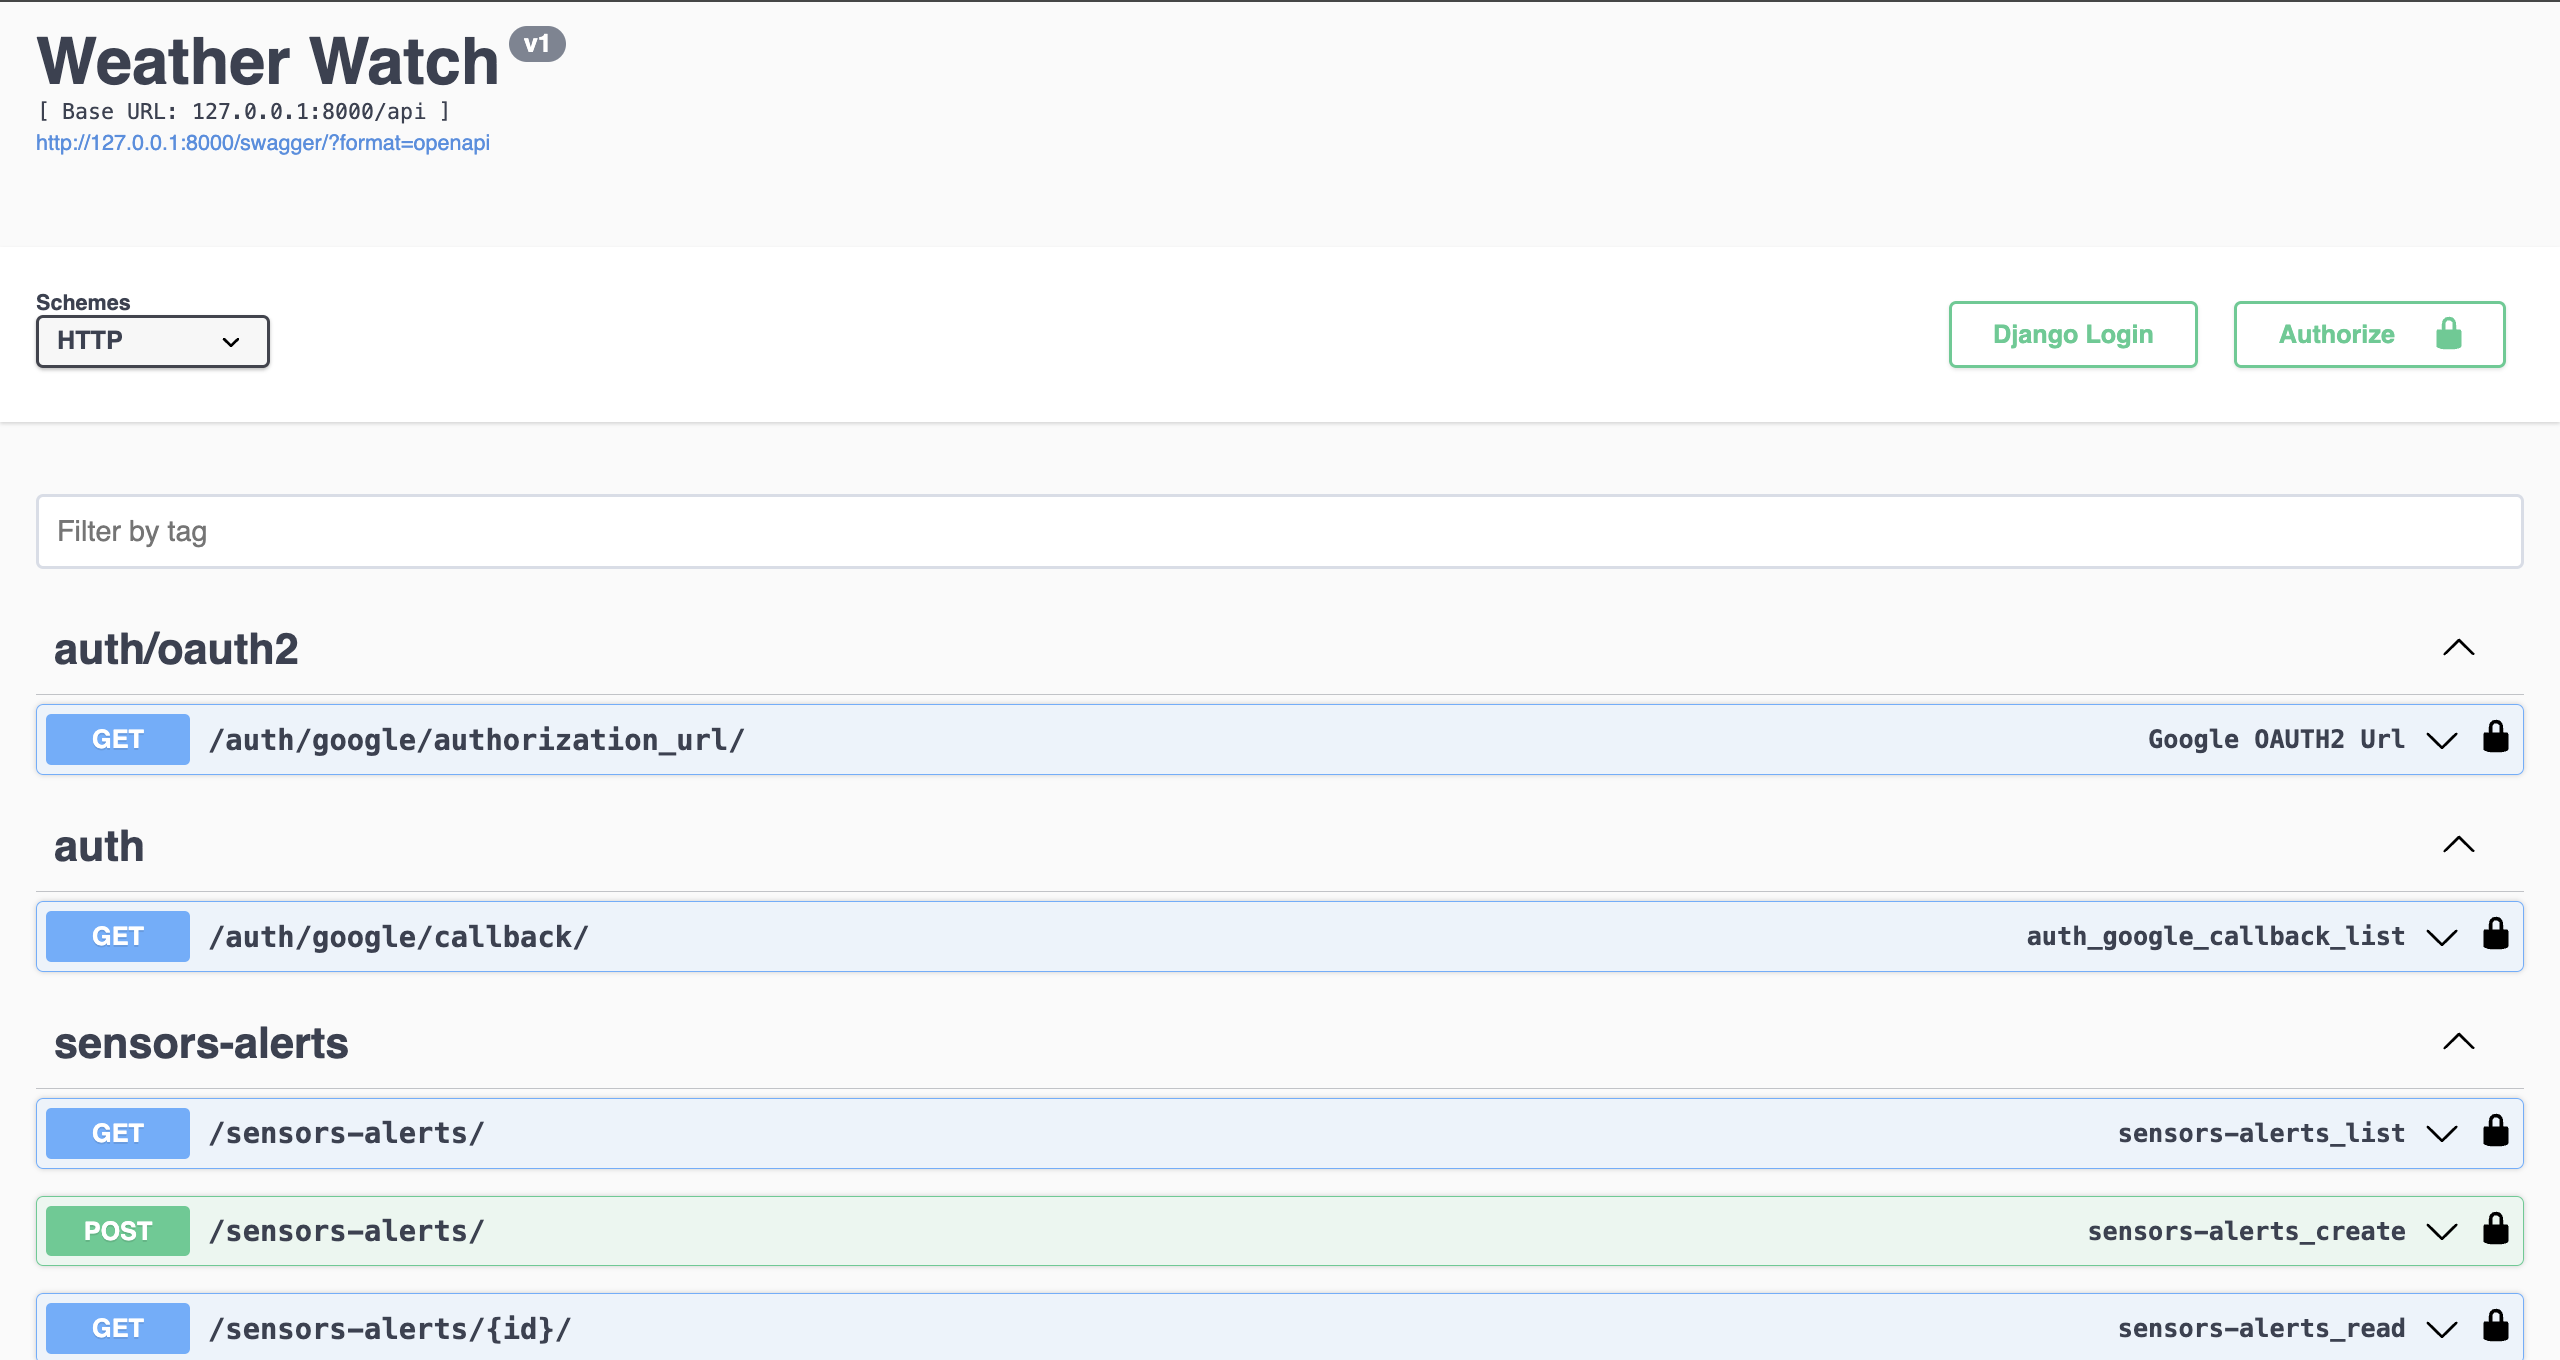 Weather Watch v1
[ Base URL: 127.0.0.1:8000/api ]
http://127.0.0.1:8000/swagger/?format=openapi
Schemes
HTTP
Django Login
Authorize
Filter by tag
auth/oauth2
GET /auth/google/authorization_url/ Google OAUTH2 Url
auth
GET /auth/google/callback/ auth_google_callback_list
sensors-alerts
GET /sensors-alerts/ sensors-alerts_list
POST /sensors-alerts/ sensors-alerts_create
GET /sensors-alerts/{id}/ sensors-alerts_read